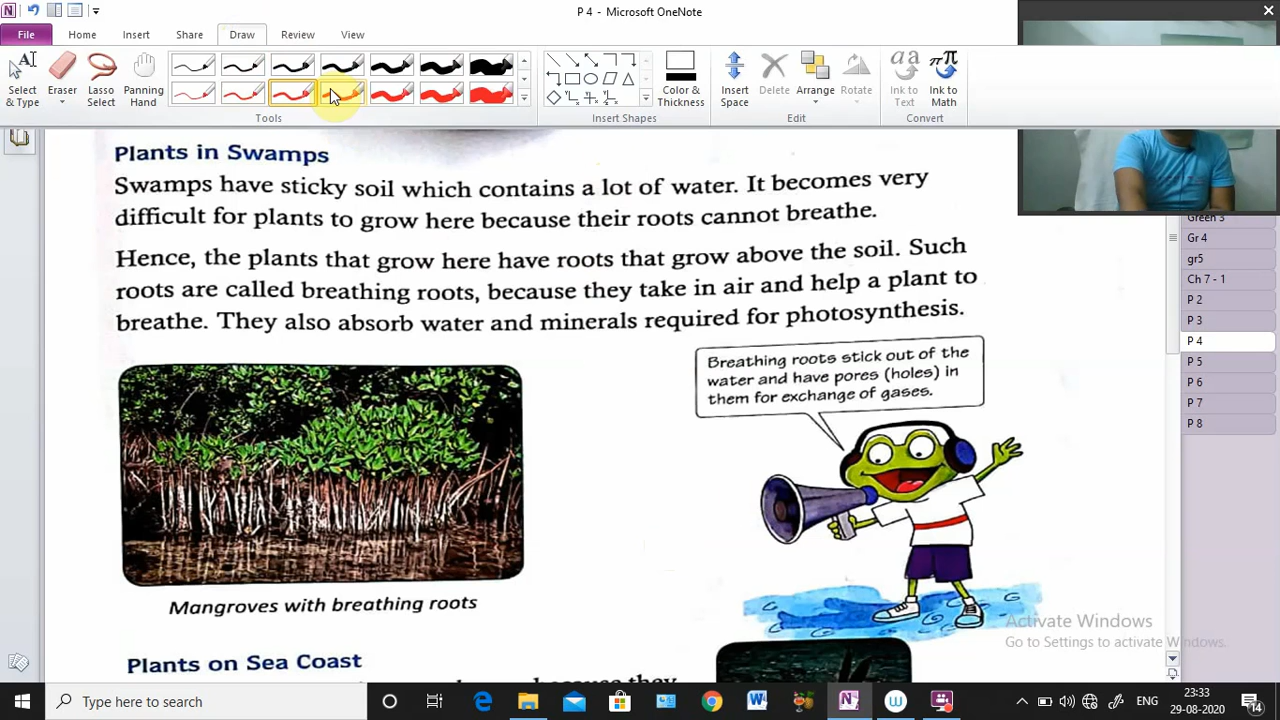 P 4 - Microsoft OneNote
File Home Insert Share Draw Review View
Select & Type
Eraser
Lasso Select
Panning Hand
Color & Thickness
Insert Space
Delete
Arrange
Rotate
Ink to Text
Ink to Math
Tools
Insert Shapes
Edit
Convert
Plants in Swamps
Swamps have sticky soil which contains a lot of water. It becomes very
difficult for plants to grow here because their roots cannot breathe.
Hence, the plants that grow here have roots that grow above the soil. Such
roots are called breathing roots, because they take in air and help a plant to
breathe. They also absorb water and minerals required for photosynthesis.
Breathing roots stick out of the
water and have pores (holes) in
them for exchange of gases.
Mangroves with breathing roots
Plants on Sea Coast
Green 3
Gr 4
gr5
Ch 7 - 1
P 2
P 3
P 4
P 5
P 6
P 7
P 8
Activate Windows
Go to Settings to activate Windows.
Type here to search
ENG
23:33
29-08-2020
14